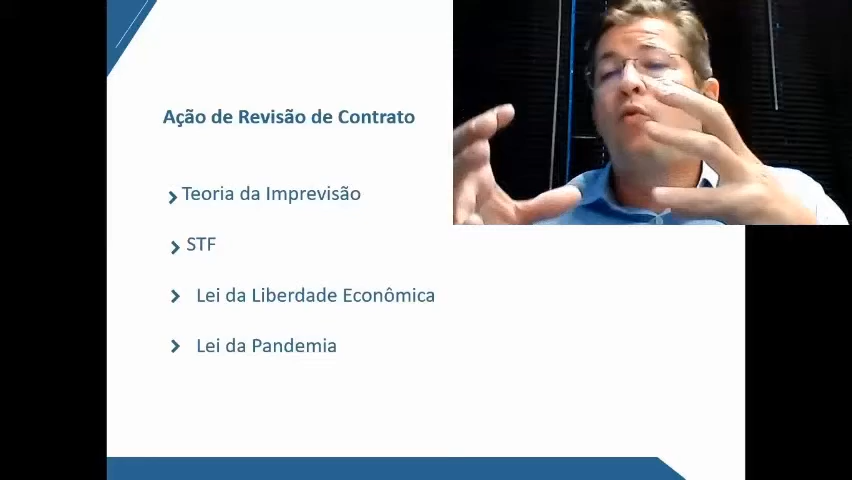 Ação de Revisão de Contrato
Teoria da Imprevisão
STF
Lei da Liberdade Econômica
Lei da Pandemia